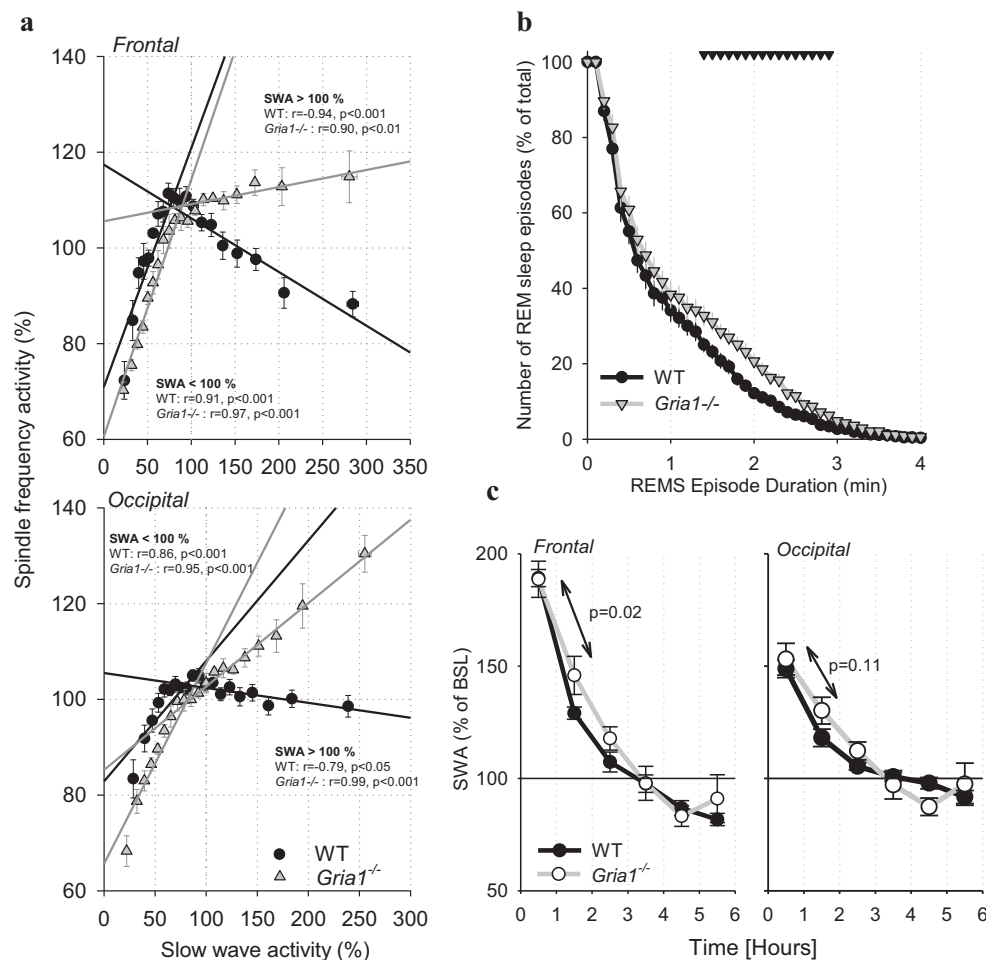 a
Frontal
140
120
100
80
60
SWA > 100 %
WT: r=-0.94, p<0.001
Gria1-/- : r=0.90, p<0.01
SWA < 100 %
WT: r=0.91, p<0.001
Gria1-/- : r=0.97, p<0.001
0 50 100 150 200 250 300 350
Spindle frequency activity (%)
Occipital
140
120
100
80
60
SWA < 100 %
WT: r=0.86, p<0.001
Gria1-/- : r=0.95, p<0.001
SWA > 100 %
WT: r=-0.79, p<0.05
Gria1-/- : r=0.99, p<0.001
WT
Gria1-/-
0 50 100 150 200 250 300
Slow wave activity (%)
b
Number of REM sleep episodes (% of total)
100
80
60
40
20
0
WT
Gria1-/-
0 1 2 3 4
REMS Episode Duration (min)
c
SWA (% of BSL)
200
150
100
50
Frontal
p=0.02
WT
Gria1-/-
0 1 2 3 4 5 6
Occipital
p=0.11
0 1 2 3 4 5 6
Time [Hours]